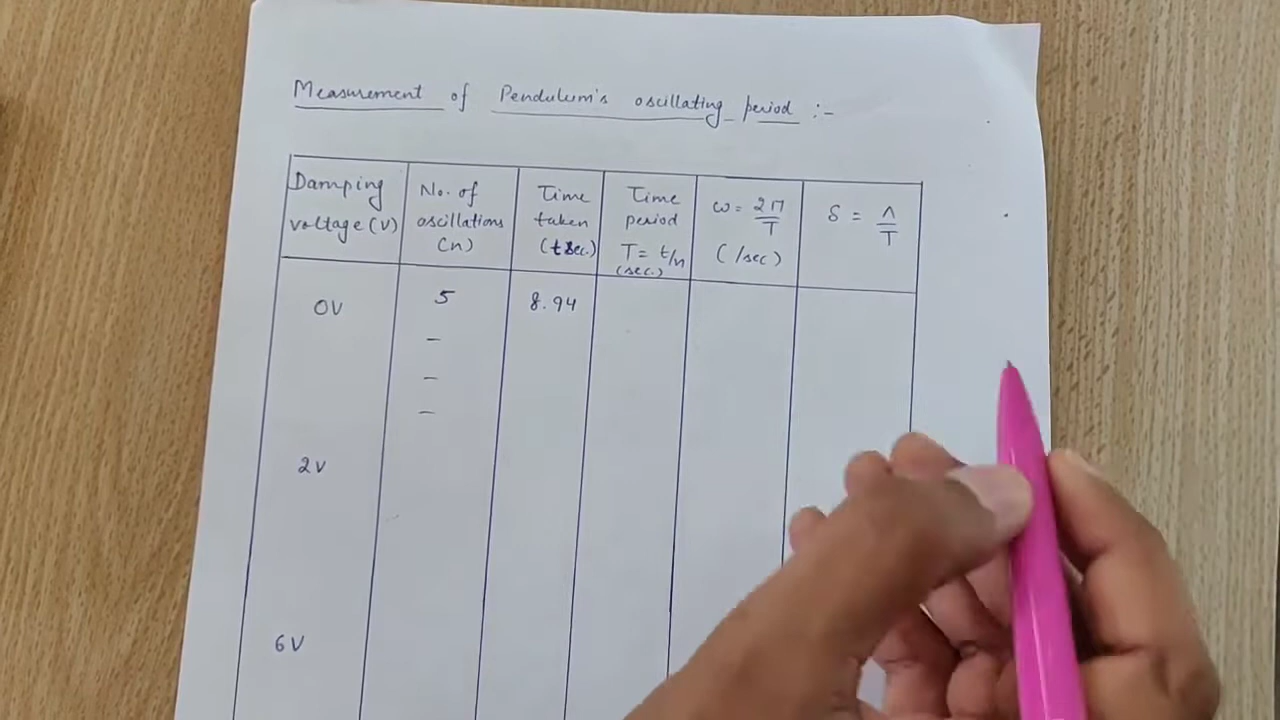 Measurement of Pendulum's oscillating period :-
Damping voltage (V)
No. of oscillations (n)
Time taken (t sec.)
Time period T = t/n (sec.)
ω = 2Π/T (/sec)
δ = Λ/T
0V 5 8.94
–
–
–
2V
6V